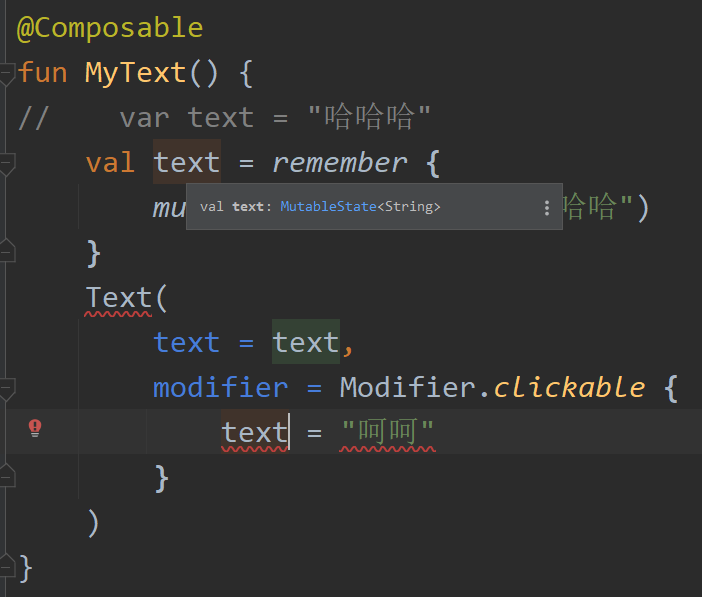 @Composable
fun MyText() {
//    var text = "哈哈哈"
    val text = remember {
        mu
val text: MutableState<String>
哈哈")
    }
    Text(
        text = text,
        modifier = Modifier.clickable {
            text = "呵呵"
        }
    )
}